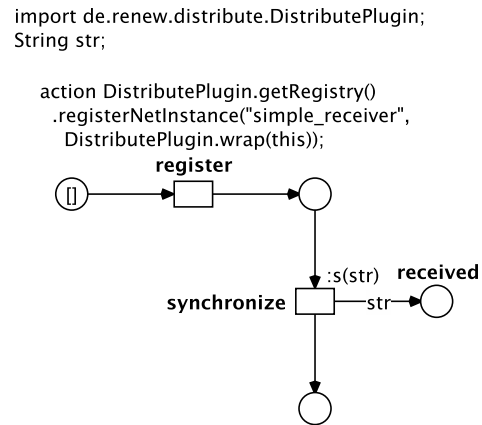 import de.renew.distribute.DistributePlugin;
String str;
action DistributePlugin.getRegistry()
.registerNetInstance("simple_receiver",
DistributePlugin.wrap(this));
register
[]
:s(str)
received
synchronize
str